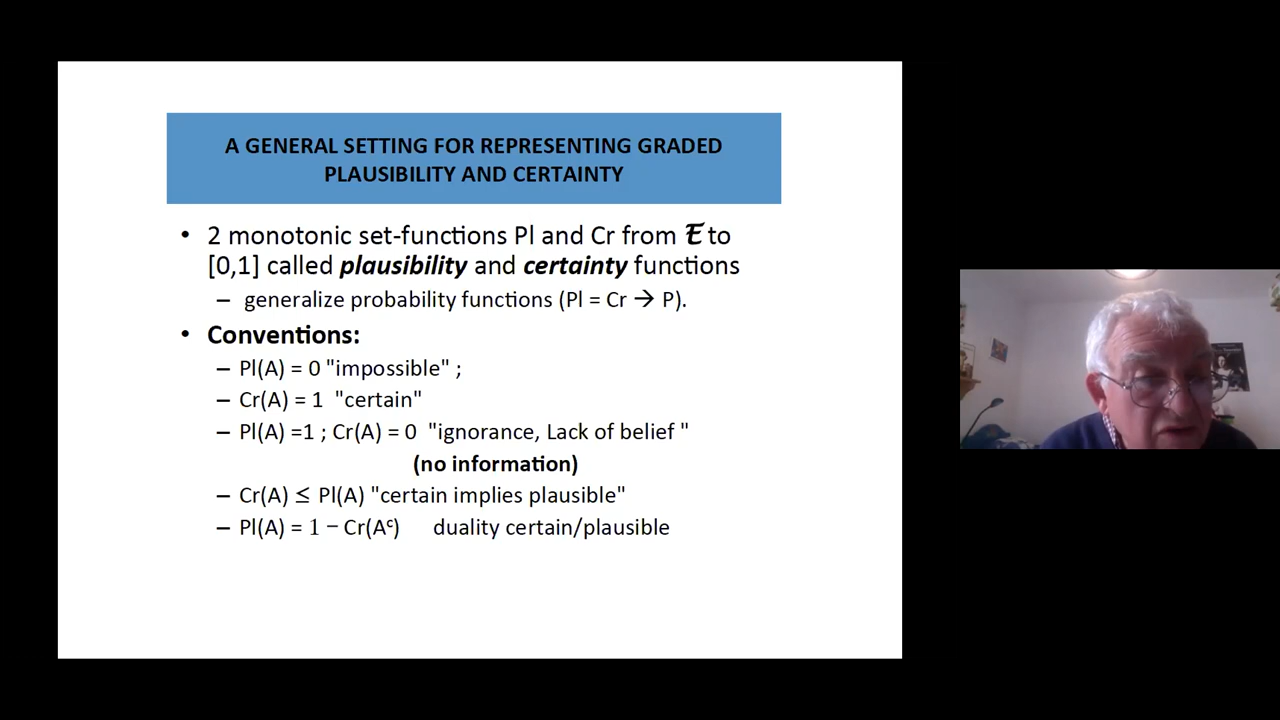 A GENERAL SETTING FOR REPRESENTING GRADED
PLAUSIBILITY AND CERTAINTY
• 2 monotonic set-functions Pl and Cr from ℰ to
[0,1] called plausibility and certainty functions
– generalize probability functions (Pl = Cr → P).
• Conventions:
– Pl(A) = 0 "impossible" ;
– Cr(A) = 1 "certain"
– Pl(A) =1 ; Cr(A) = 0 "ignorance, Lack of belief "
(no information)
– Cr(A) ≤ Pl(A) "certain implies plausible"
– Pl(A) = 1 − Cr(Aᶜ) duality certain/plausible